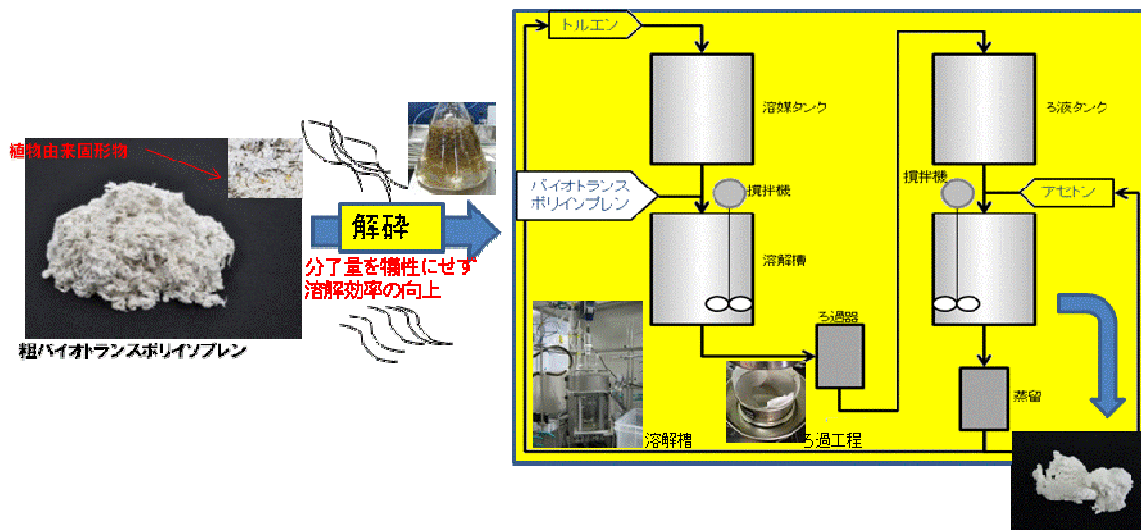 植物由来固形物
粗バイオトランスポリイソプレン
解砕
分子量を犠牲にせず
溶解効率の向上
トルエン
溶媒タンク
バイオトランス
ポリイソプレン
攪拌機
溶解槽
ろ過器
溶解槽
ろ過工程
ろ液タンク
攪拌機
アセトン
蒸留